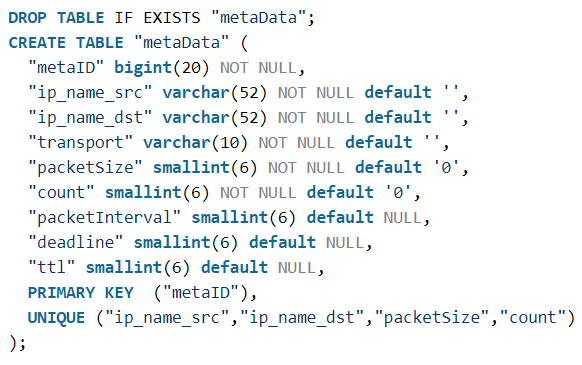 DROP TABLE IF EXISTS "metaData";
CREATE TABLE "metaData" (
  "metaID" bigint(20) NOT NULL,
  "ip_name_src" varchar(52) NOT NULL default '',
  "ip_name_dst" varchar(52) NOT NULL default '',
  "transport" varchar(10) NOT NULL default '',
  "packetSize" smallint(6) NOT NULL default '0',
  "count" smallint(6) NOT NULL default '0',
  "packetInterval" smallint(6) default NULL,
  "deadline" smallint(6) default NULL,
  "ttl" smallint(6) default NULL,
  PRIMARY KEY  ("metaID"),
  UNIQUE ("ip_name_src","ip_name_dst","packetSize","count")
);